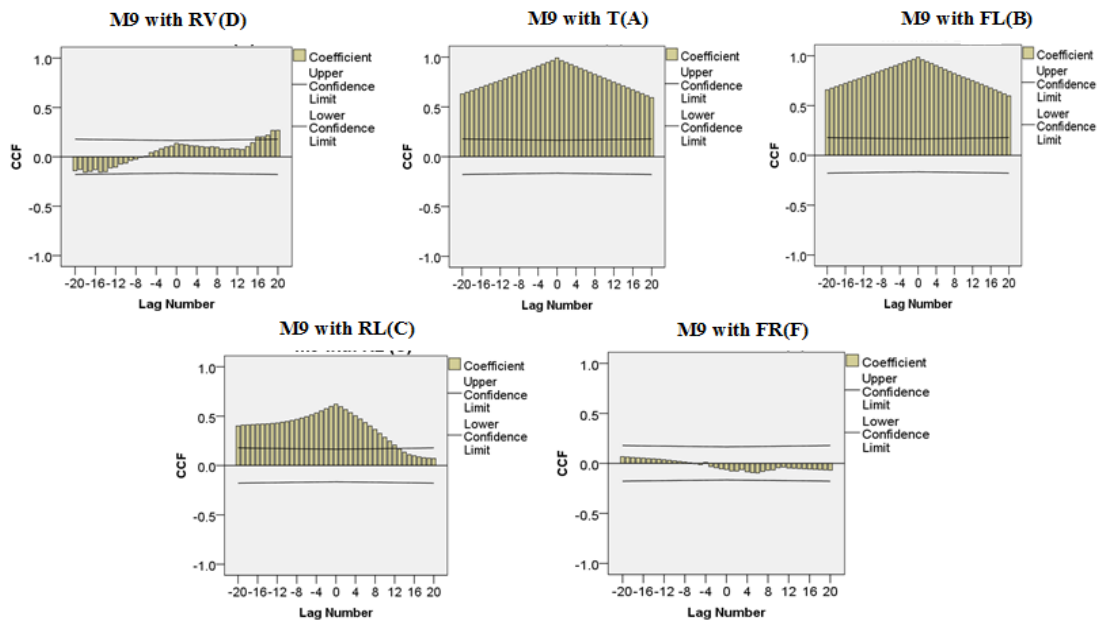 M9 with RV(D)
1.0
0.5
0.0
-0.5
-1.0
CCF
-20-16-12 -8 -4 0 4 8 12 16 20
Lag Number
Coefficient
Upper
Confidence
Limit
Lower
Confidence
Limit
M9 with T(A)
1.0
0.5
0.0
-0.5
-1.0
CCF
-20-16-12 -8 -4 0 4 8 12 16 20
Lag Number
Coefficient
Upper
Confidence
Limit
Lower
Confidence
Limit
M9 with FL(B)
1.0
0.5
0.0
-0.5
-1.0
CCF
-20-16-12 -8 -4 0 4 8 12 16 20
Lag Number
Coefficient
Upper
Confidence
Limit
Lower
Confidence
Limit
M9 with RL(C)
1.0
0.5
0.0
-0.5
-1.0
CCF
-20-16-12 -8 -4 0 4 8 12 16 20
Lag Number
Coefficient
Upper
Confidence
Limit
Lower
Confidence
Limit
M9 with FR(F)
1.0
0.5
0.0
-0.5
-1.0
CCF
-20-16-12 -8 -4 0 4 8 12 16 20
Lag Number
Coefficient
Upper
Confidence
Limit
Lower
Confidence
Limit